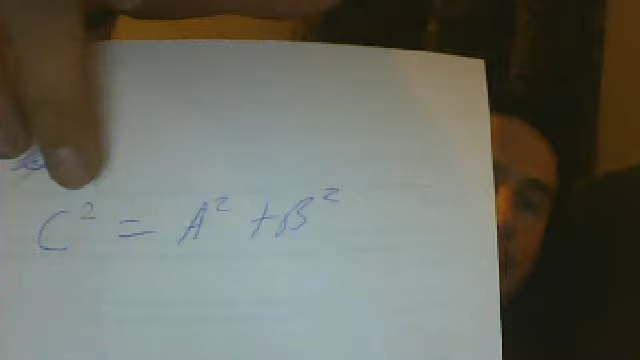 C² = A² + B²